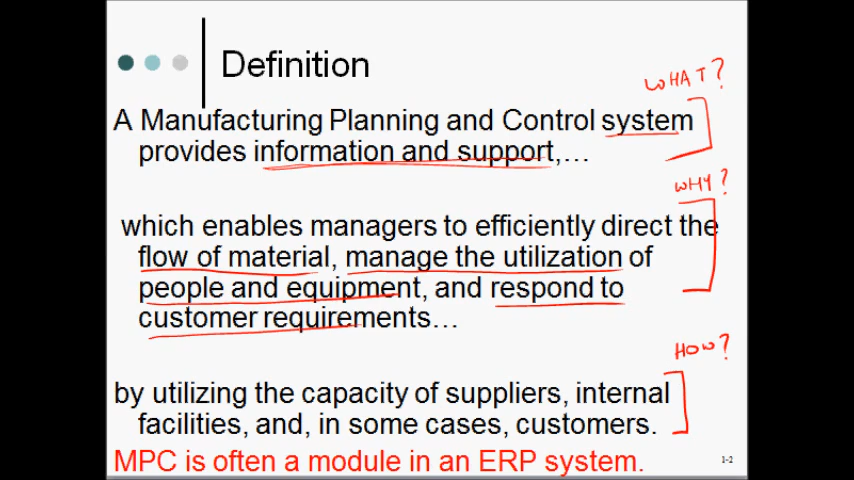 Definition
WHAT?
A Manufacturing Planning and Control system
provides information and support,...
WHY?
which enables managers to efficiently direct the
flow of material, manage the utilization of
people and equipment, and respond to
customer requirements...
HOW?
by utilizing the capacity of suppliers, internal
facilities, and, in some cases, customers.
MPC is often a module in an ERP system.
1-2